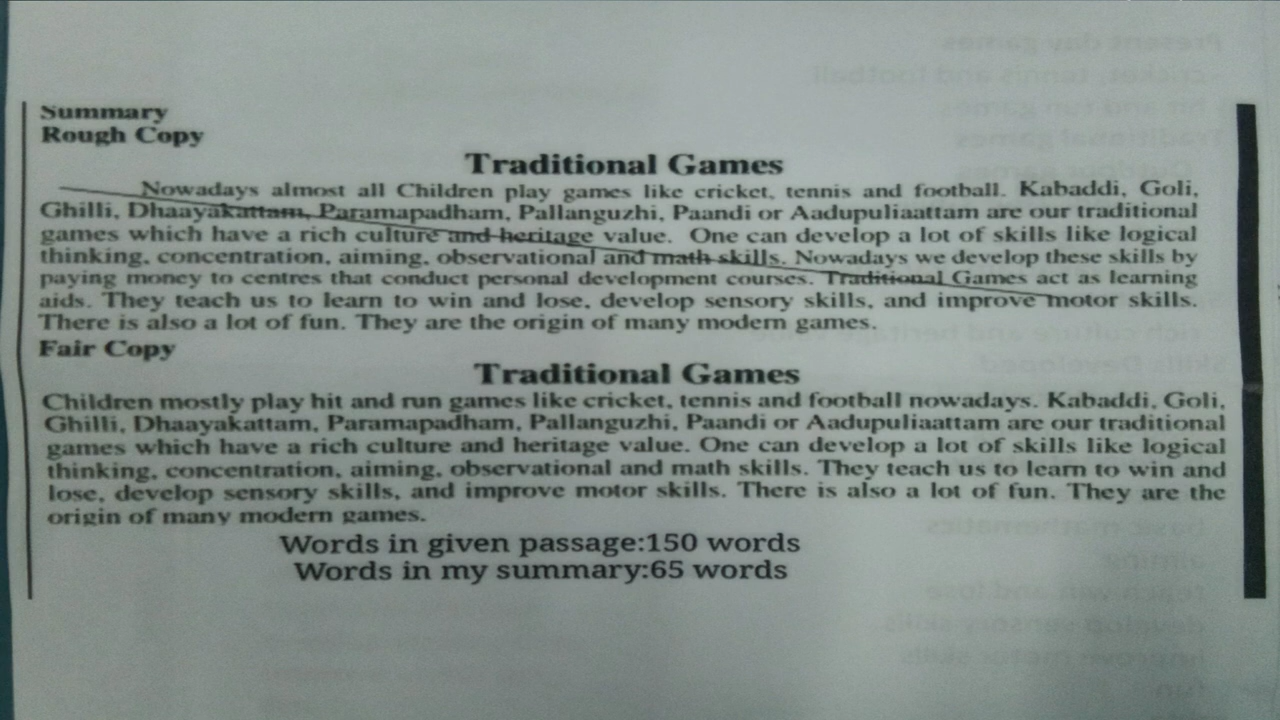 Summary
Rough Copy
Traditional Games
Nowadays almost all Children play games like cricket, tennis and football. Kabaddi, Goli,
Ghilli, Dhaayakattam, Paramapadham, Pallanguzhi, Paandi or Aadupuliaattam are our traditional
games which have a rich culture and heritage value. One can develop a lot of skills like logical
thinking, concentration, aiming, observational and math skills. Nowadays we develop these skills by
paying money to centres that conduct personal development courses. Traditional Games act as learning
aids. They teach us to learn to win and lose, develop sensory skills, and improve motor skills.
There is also a lot of fun. They are the origin of many modern games.
Fair Copy
Traditional Games
Children mostly play hit and run games like cricket, tennis and football nowadays. Kabaddi, Goli,
Ghilli, Dhaayakattam, Paramapadham, Pallanguzhi, Paandi or Aadupuliaattam are our traditional
games which have a rich culture and heritage value. One can develop a lot of skills like logical
thinking, concentration, aiming, observational and math skills. They teach us to learn to win and
lose, develop sensory skills, and improve motor skills. There is also a lot of fun. They are the
origin of many modern games.
Words in given passage:150 words
Words in my summary:65 words